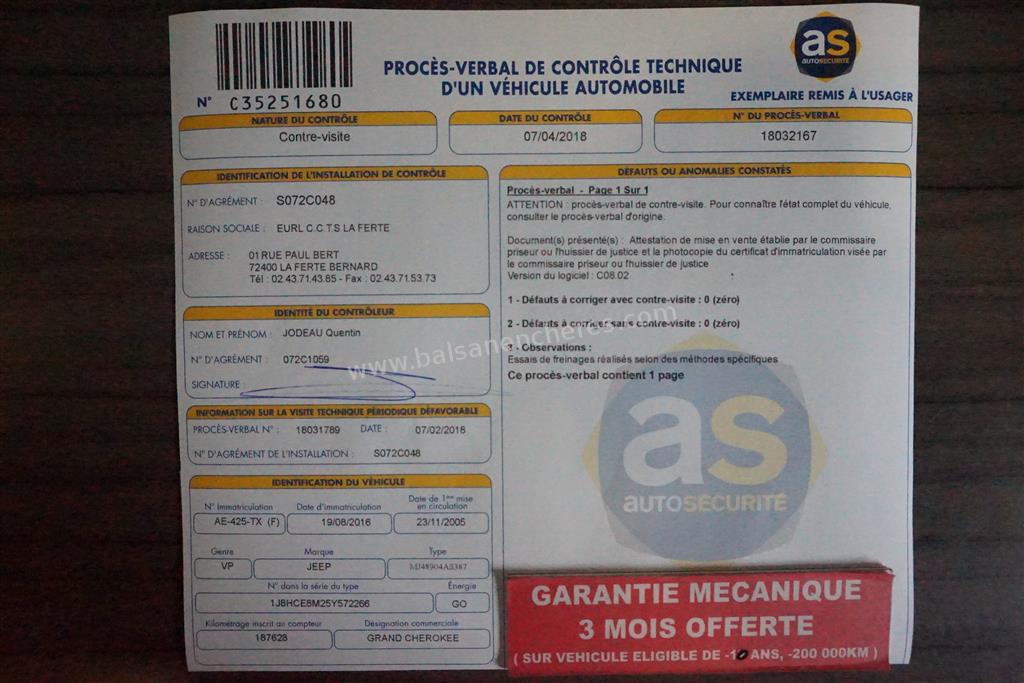 as
AUTOSECURITÉ
N° C35251680
PROCÈS-VERBAL DE CONTRÔLE TECHNIQUE
D'UN VÉHICULE AUTOMOBILE
EXEMPLAIRE REMIS À L'USAGER
NATURE DU CONTRÔLE
Contre-visite
DATE DU CONTRÔLE
07/04/2018
N° DU PROCÈS-VERBAL
18032167
IDENTIFICATION DE L'INSTALLATION DE CONTRÔLE
N° D'AGRÉMENT : S072C048
RAISON SOCIALE : EURL C.C.T.S LA FERTE
ADRESSE : 01 RUE PAUL BERT
72400 LA FERTE BERNARD
Tél : 02.43.71.43.85 - Fax : 02.43.71.53.73
IDENTITÉ DU CONTRÔLEUR
NOM ET PRÉNOM : JODEAU Quentin
N° D'AGRÉMENT : 072C1059
SIGNATURE :
INFORMATION SUR LA VISITE TECHNIQUE PÉRIODIQUE DÉFAVORABLE
PROCÈS-VERBAL N° : 18031789 DATE : 07/02/2018
N° D'AGRÉMENT DE L'INSTALLATION : S072C048
IDENTIFICATION DU VÉHICULE
N° Immatriculation Date d'immatriculation Date de 1ère mise en circulation
AE-425-TX (F) 19/08/2016 23/11/2005
Genre Marque Type
VP JEEP MJ48904A5387
N° dans la série du type Énergie
1J8HCE8M25Y572266 GO
Kilométrage inscrit au compteur Désignation commerciale
187628 GRAND CHEROKEE
DÉFAUTS OU ANOMALIES CONSTATÉS
Procès-verbal - Page 1 Sur 1
ATTENTION : procès-verbal de contre-visite. Pour connaître l'état complet du véhicule,
consulter le procès-verbal d'origine.
Document(s) présenté(s) : Attestation de mise en vente établie par le commissaire
priseur ou l'huissier de justice et la photocopie du certificat d'immatriculation visée par
le commissaire priseur ou l'huissier de justice
Version du logiciel : C08.02
1 - Défauts à corriger avec contre-visite : 0 (zéro)
2 - Défauts à corriger sans contre-visite : 0 (zéro)
3 - Observations :
Essais de freinages réalisés selon des méthodes spécifiques
Ce procès-verbal contient 1 page
www.balsanencheres.com
as
AUTOSECURITÉ
GARANTIE MECANIQUE
3 MOIS OFFERTE
( SUR VEHICULE ELIGIBLE DE -10 ANS, -200 000KM )